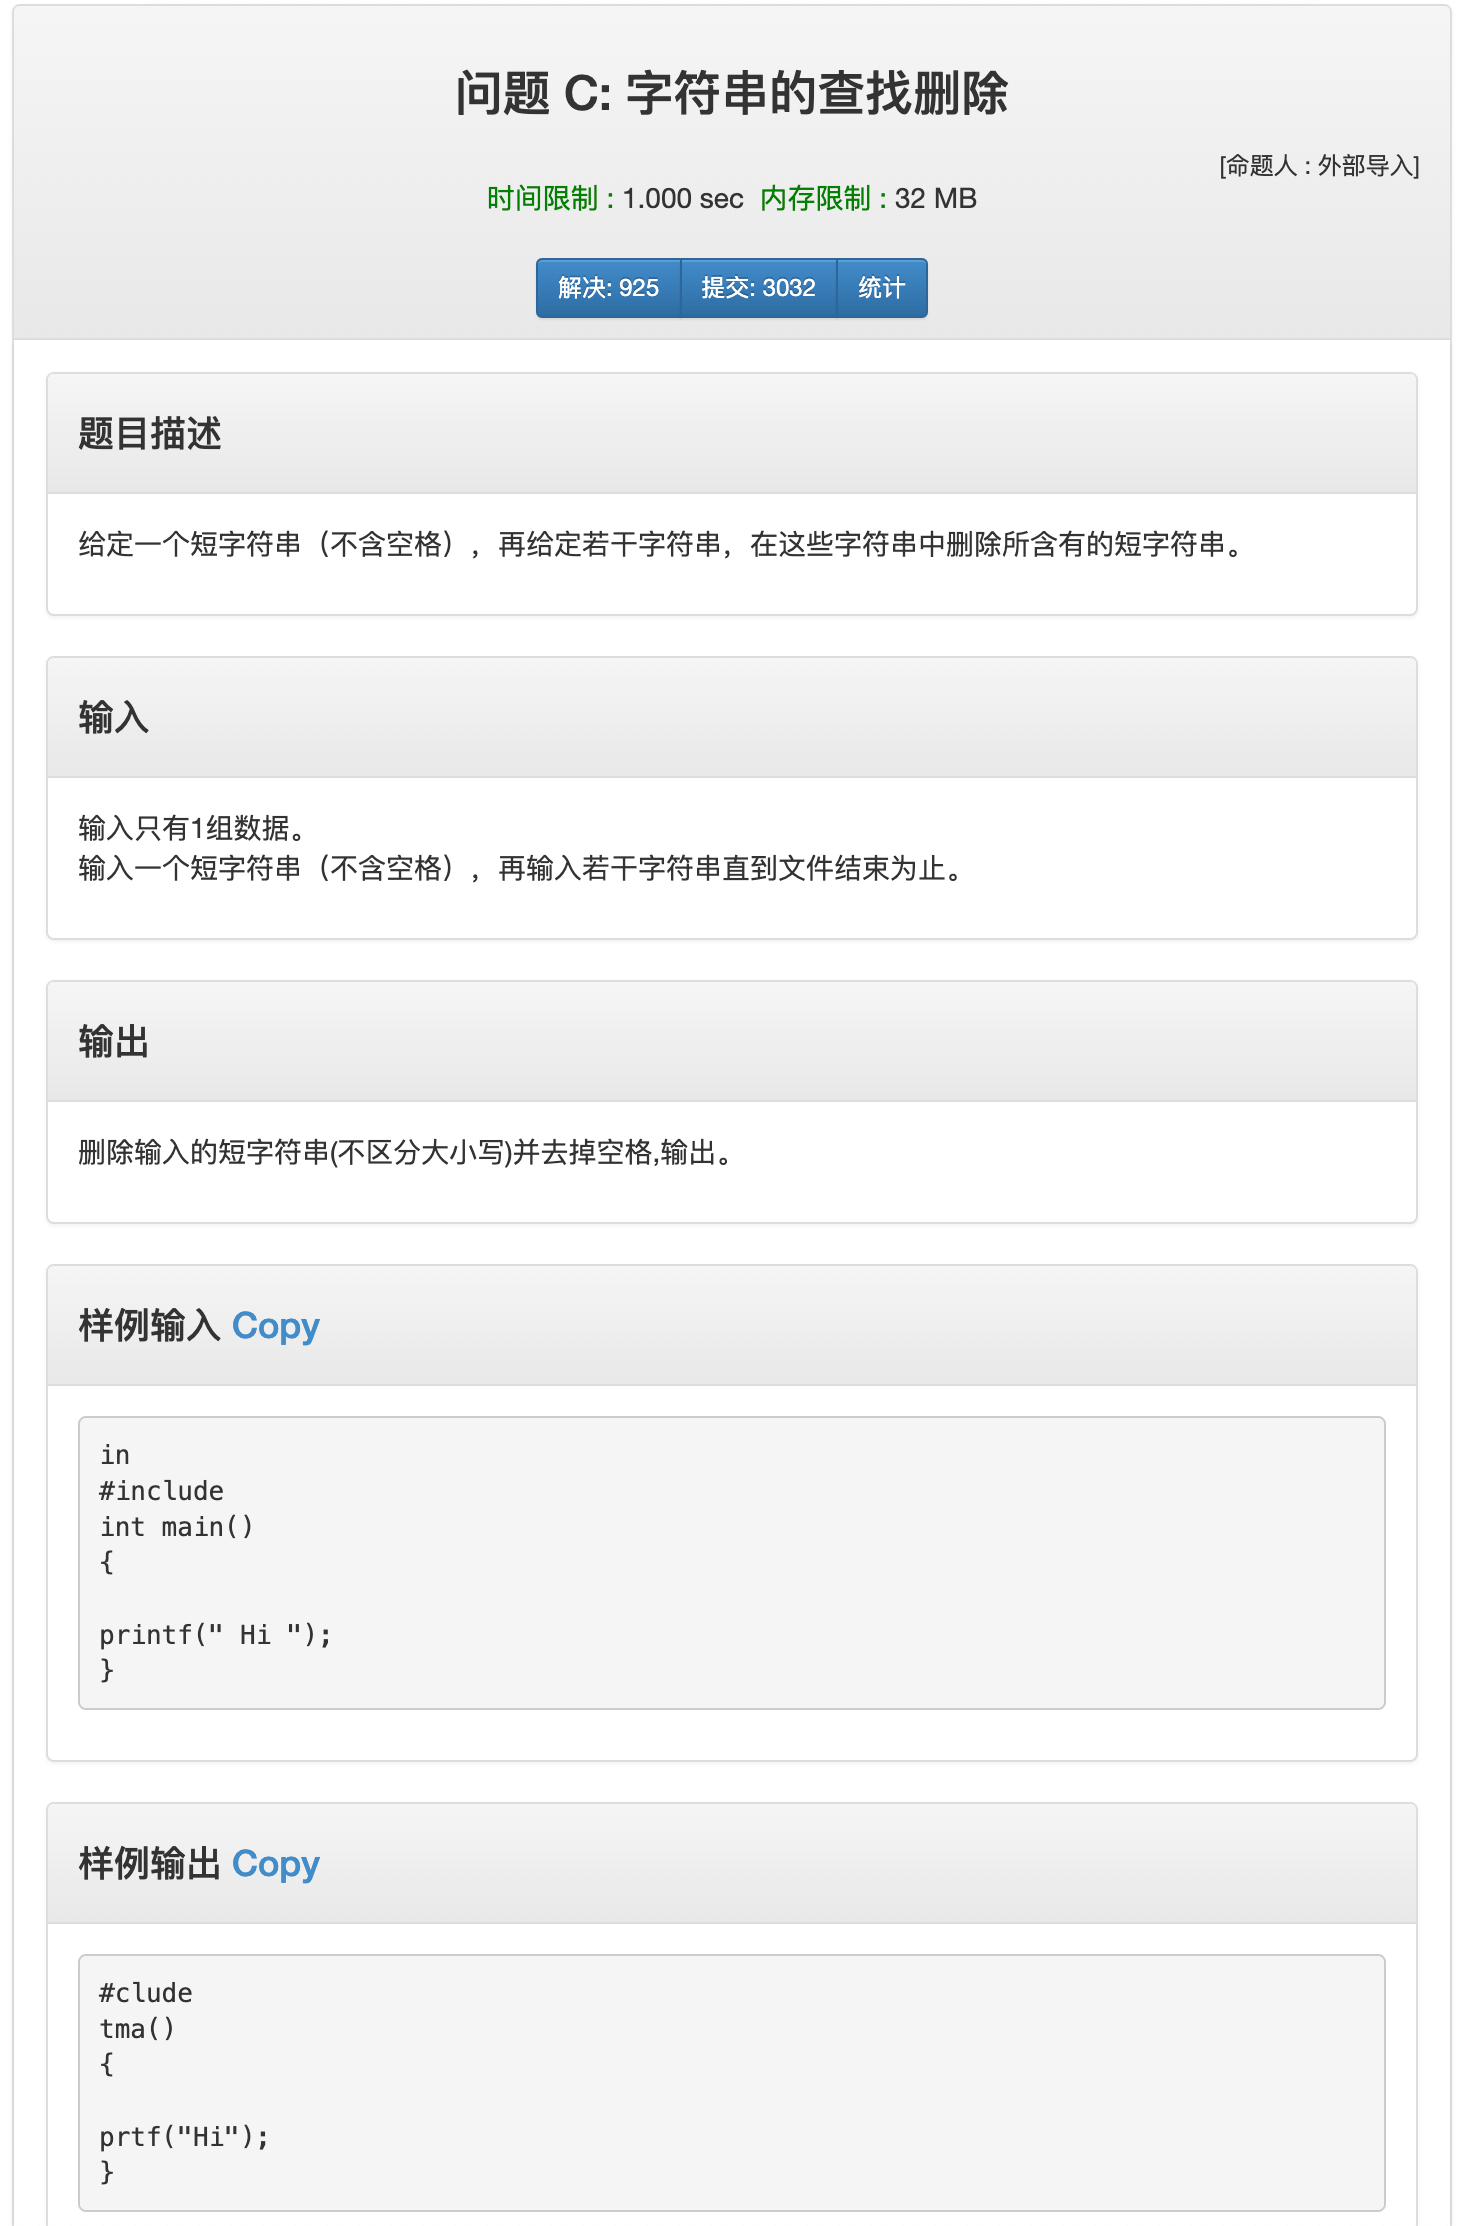 问题 C: 字符串的查找删除
[命题人 : 外部导入]
时间限制 : 1.000 sec 内存限制 : 32 MB
解决: 925 提交: 3032 统计
题目描述
给定一个短字符串（不含空格），再给定若干字符串，在这些字符串中删除所含有的短字符串。
输入
输入只有1组数据。
输入一个短字符串（不含空格），再输入若干字符串直到文件结束为止。
输出
删除输入的短字符串(不区分大小写)并去掉空格,输出。
样例输入 Copy
in
#include
int main()
{
printf(" Hi ");
}
样例输出 Copy
#clude
tma()
{
prtf("Hi");
}